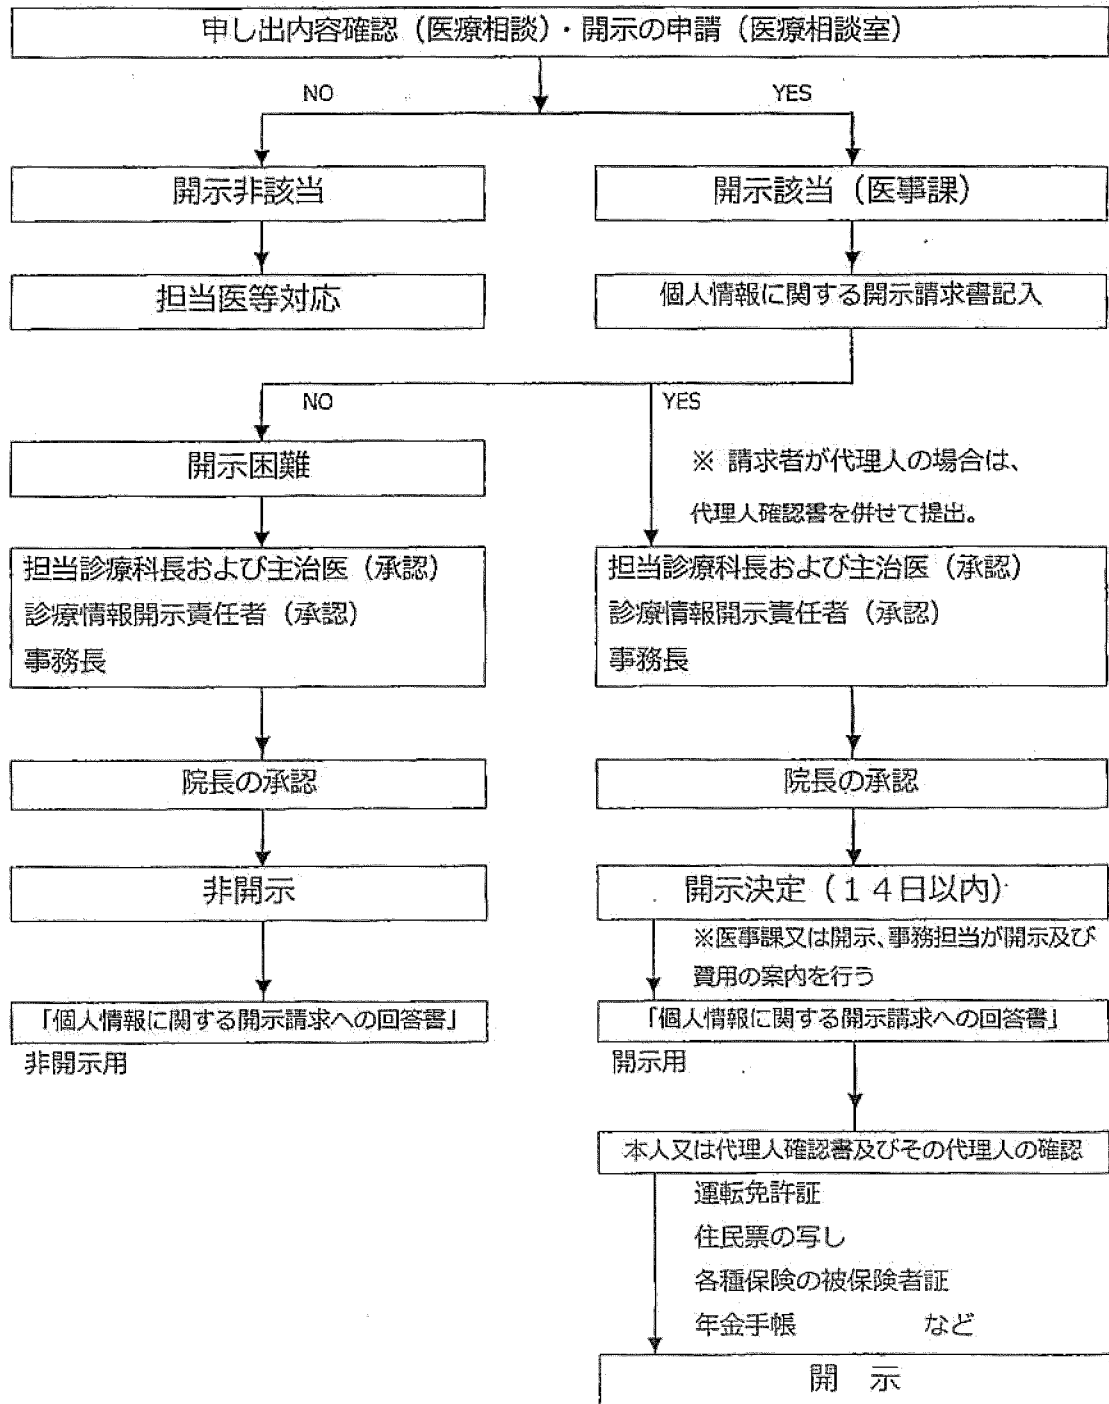 申し出内容確認（医療相談）・開示の申請（医療相談室）
NO
YES
開示非該当
開示該当（医事課）
担当医等対応
個人情報に関する開示請求書記入
NO
YES
開示困難
※ 請求者が代理人の場合は、
代理人確認書を併せて提出。
担当診療科長および主治医（承認）
診療情報開示責任者（承認）
事務長
担当診療科長および主治医（承認）
診療情報開示責任者（承認）
事務長
院長の承認
院長の承認
非開示
開示決定（１４日以内）
※医事課又は開示、事務担当が開示及び
費用の案内を行う
「個人情報に関する開示請求への回答書」
非開示用
「個人情報に関する開示請求への回答書」
開示用
本人又は代理人確認書及びその代理人の確認
運転免許証
住民票の写し
各種保険の被保険者証
年金手帳　など
開　示